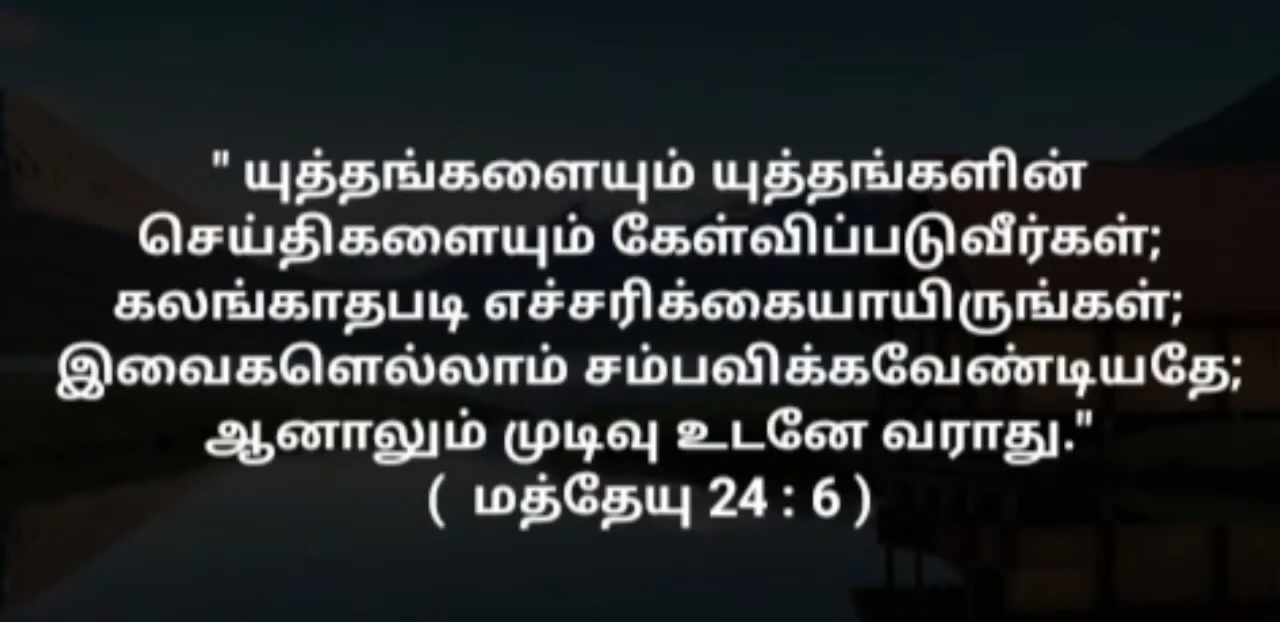 " யுத்தங்களையும் யுத்தங்களின்
செய்திகளையும் கேள்விப்படுவீர்கள்;
கலங்காதபடி எச்சரிக்கையாயிருங்கள்;
இவைகளெல்லாம் சம்பவிக்கவேண்டியதே;
ஆனாலும் முடிவு உடனே வராது."
( மத்தேயு 24 : 6 )